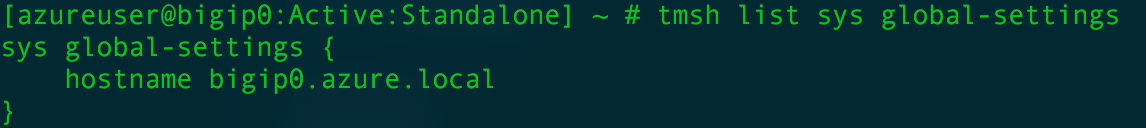 [azureuser@bigip0:Active:Standalone] ~ # tmsh list sys global-settings
sys global-settings {
    hostname bigip0.azure.local
}